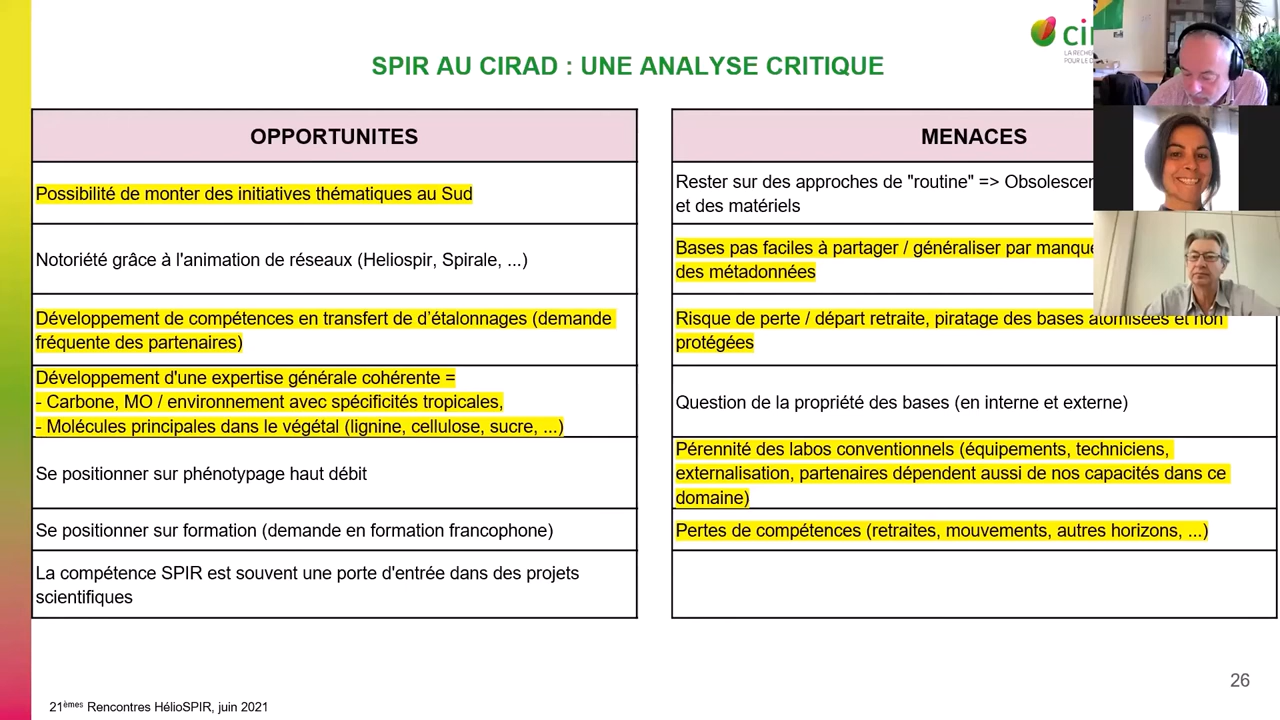 LA RECHE
POUR LE D
SPIR AU CIRAD : UNE ANALYSE CRITIQUE
OPPORTUNITES
Possibilité de monter des initiatives thématiques au Sud
Notoriété grâce à l'animation de réseaux (Heliospir, Spirale, ...)
Développement de compétences en transfert de d'étalonnages (demande
fréquente des partenaires)
Développement d'une expertise générale cohérente =
- Carbone, MO / environnement avec spécificités tropicales,
- Molécules principales dans le végétal (lignine, cellulose, sucre, ...)
Se positionner sur phénotypage haut débit
Se positionner sur formation (demande en formation francophone)
La compétence SPIR est souvent une porte d'entrée dans des projets
scientifiques
MENACES
Rester sur des approches de "routine" =>
et des matériels
Bases pas faciles à partager / généraliser par manque
des métadonnées
Risque de perte / départ retraite, piratage des bases atomisées et non
protégées
Question de la propriété des bases (en interne et externe)
Pérennité des labos conventionnels (équipements, techniciens,
externalisation, partenaires dépendent aussi de nos capacités dans ce
domaine)
Pertes de compétences (retraites, mouvements, autres horizons, ...)
26
21èmes Rencontres HélioSPIR, juin 2021